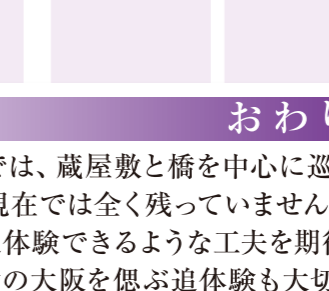 おわ
では、蔵屋敷と橋を中心に巡
現在では全く残っていません
体験できるような工夫を期待
の大阪を偲ぶ追体験も大切